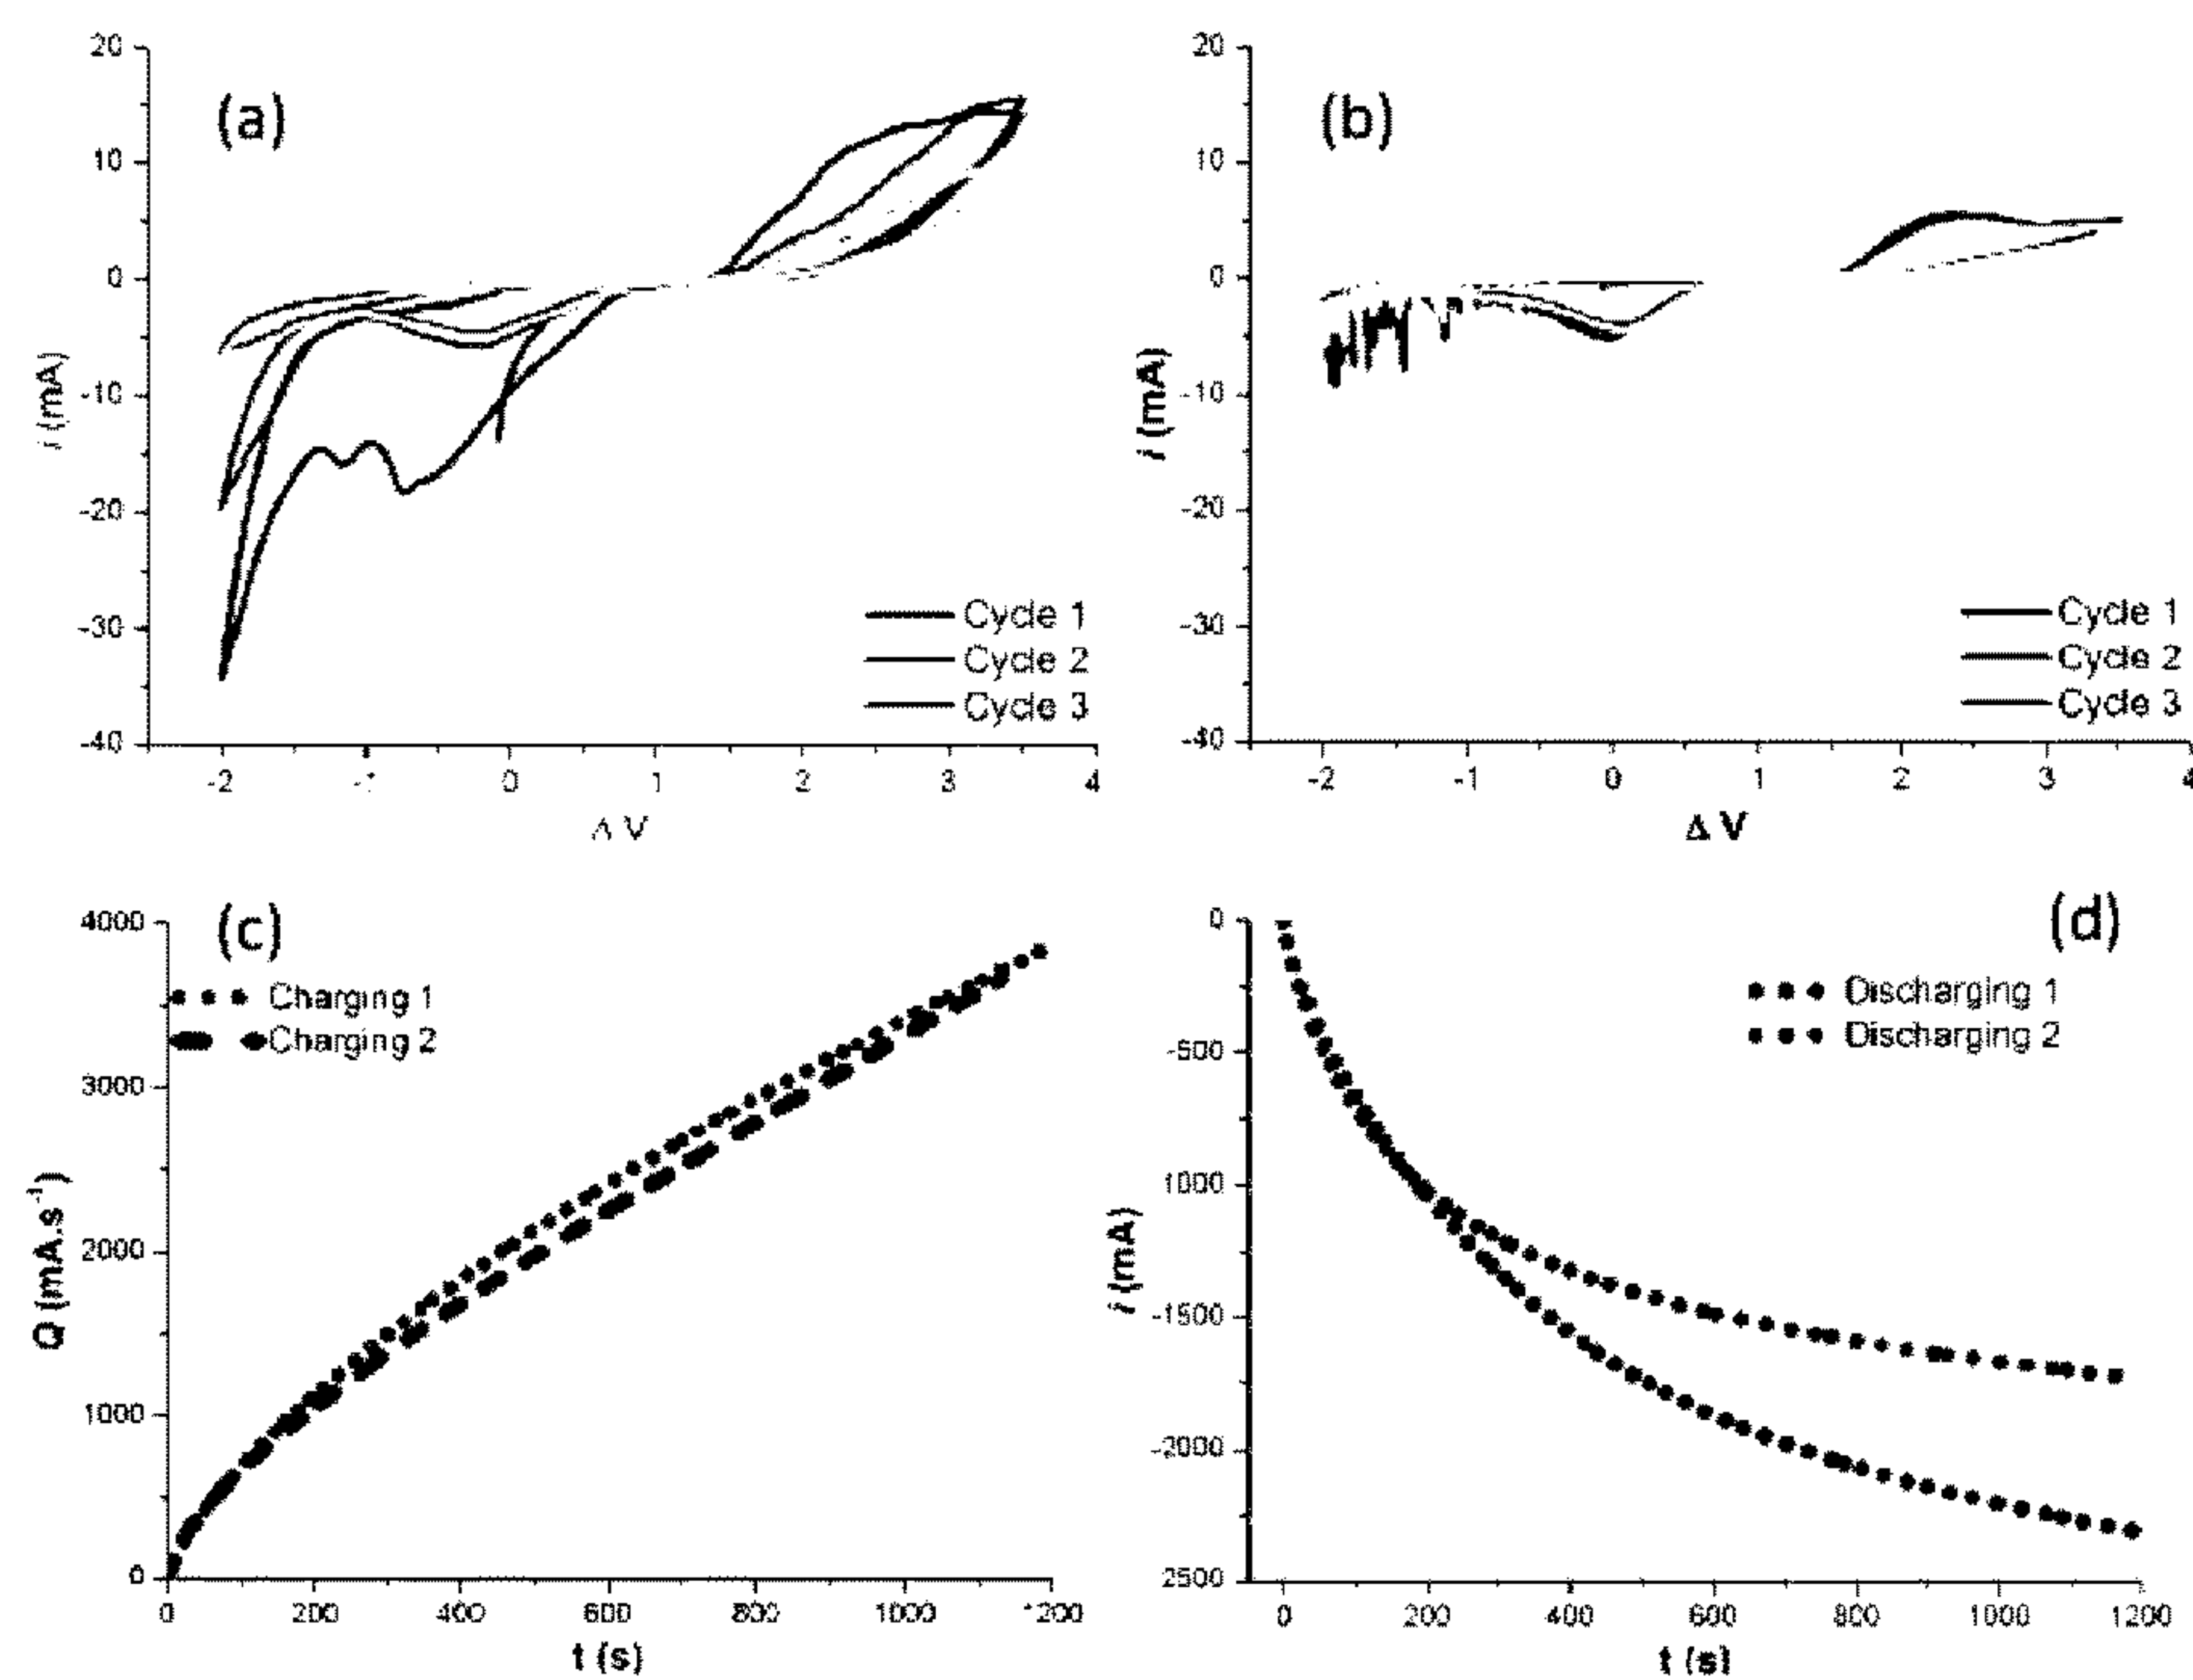 (a)
20
10
0
-10
-20
-30
-40
i (mA)
Cycle 1
Cycle 2
Cycle 3
-2 -1 0 1 2 3 4
Δ V
(b)
20
10
0
-10
-20
-30
-40
i (mA)
Cycle 1
Cycle 2
Cycle 3
-2 -1 0 1 2 3 4
Δ V
(c)
4000
3000
2000
1000
0
Q (mA.s⁻¹)
Charging 1
Charging 2
0 200 400 600 800 1000 1200
t (s)
(d)
0
-500
1000
-1500
-2000
2500
i (mA)
Discharging 1
Discharging 2
0 200 400 600 800 1000 1200
t (s)